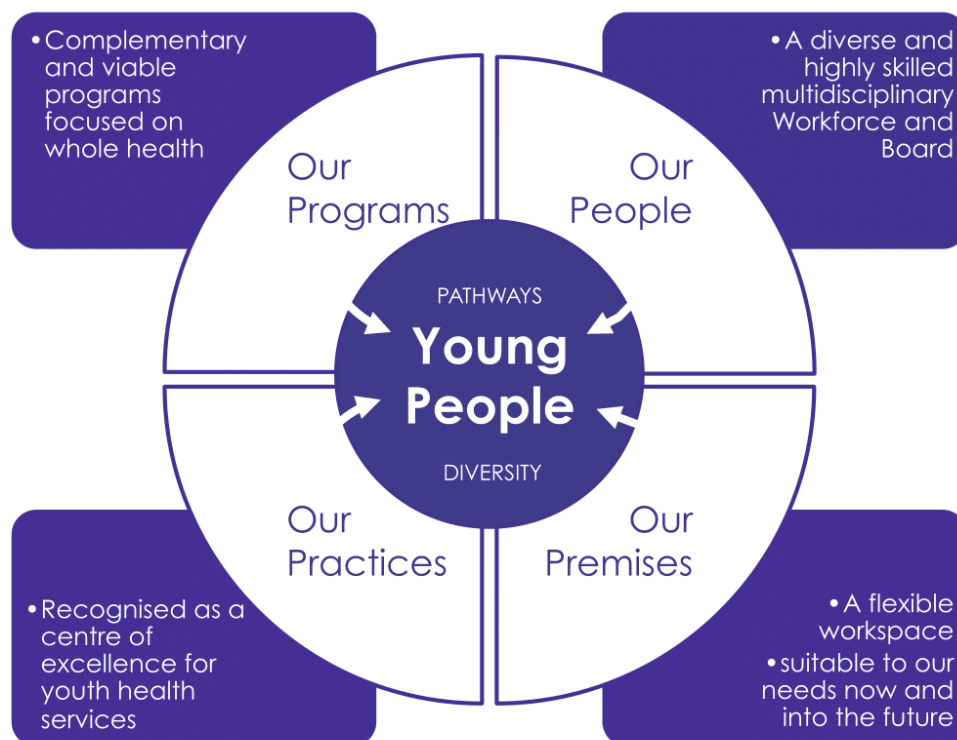 •Complementary
and viable
programs
focused on
whole health
•A diverse and
highly skilled
multidisciplinary
Workforce and
Board
Our
Programs
Our
People
PATHWAYS
Young
People
DIVERSITY
Our
Practices
Our
Premises
•Recognised as a
centre of
excellence for
youth health
services
•A flexible
workspace
•suitable to our
needs now and
into the future